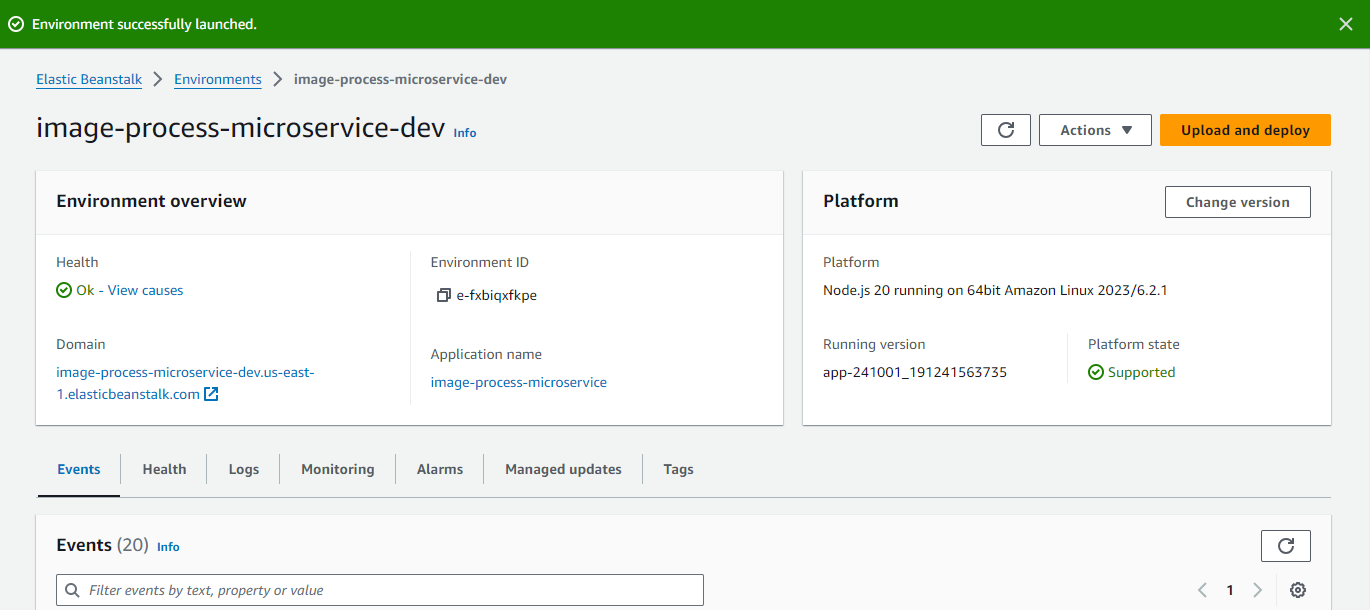 Environment successfully launched.
Elastic Beanstalk
Environments
image-process-microservice-dev
image-process-microservice-dev Info
Actions
Upload and deploy
Environment overview
Health
Ok - View causes
Environment ID
e-fxbiqxfkpe
Domain
image-process-microservice-dev.us-east-
1.elasticbeanstalk.com
Application name
image-process-microservice
Platform
Change version
Platform
Node.js 20 running on 64bit Amazon Linux 2023/6.2.1
Running version
app-241001_191241563735
Platform state
Supported
Events
Health
Logs
Monitoring
Alarms
Managed updates
Tags
Events (20) Info
Filter events by text, property or value
1